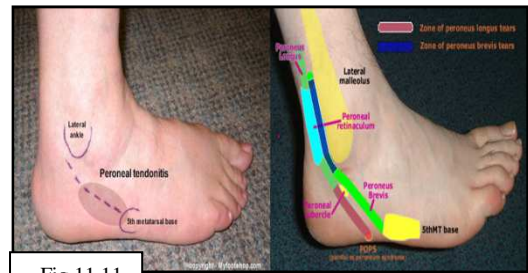 Lateral
ankle
Peroneal tendonitis
5th metatarsal base
Fig 11.11
Zone of peroneus longus tears
Zone of peroneus brevis tears
Peroneus
longus
Lateral
malleolus
Peroneal
retinaculum
Peroneus
Brevis
Peroneal
tubercle
5thMT base
POPS